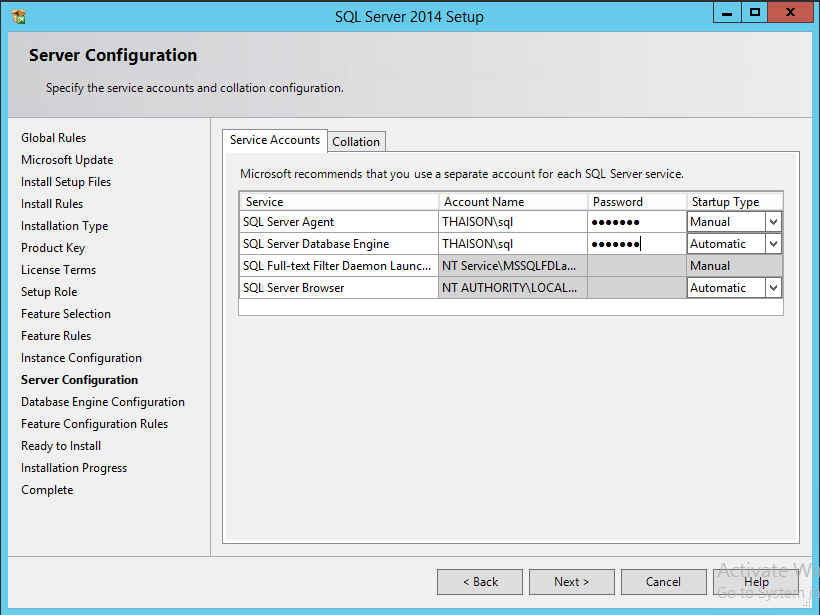 SQL Server 2014 Setup
Server Configuration
Specify the service accounts and collation configuration.
Global Rules
Microsoft Update
Install Setup Files
Install Rules
Installation Type
Product Key
License Terms
Setup Role
Feature Selection
Feature Rules
Instance Configuration
Server Configuration
Database Engine Configuration
Feature Configuration Rules
Ready to Install
Installation Progress
Complete
Service Accounts Collation
Microsoft recommends that you use a separate account for each SQL Server service.
Service Account Name Password Startup Type
SQL Server Agent THAISON\sql ●●●●●●● Manual
SQL Server Database Engine THAISON\sql ●●●●●●● Automatic
SQL Full-text Filter Daemon Launc... NT Service\MSSQLFDLa... Manual
SQL Server Browser NT AUTHORITY\LOCAL... Automatic
< Back Next > Cancel Help
Activate Wi
Go to System in